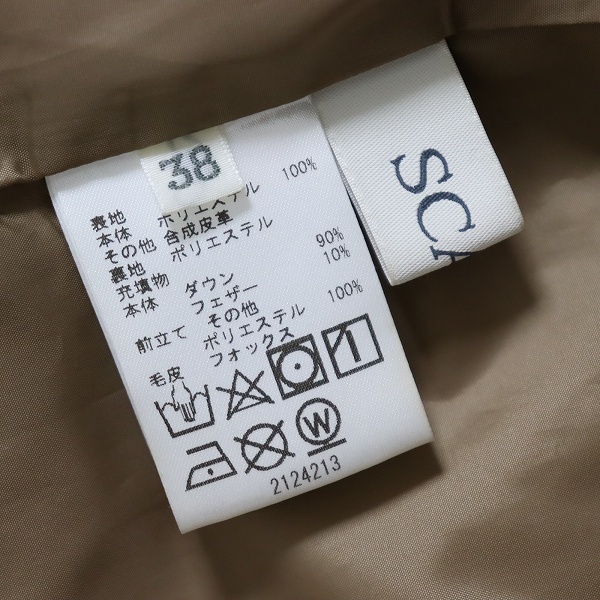 38
表地
本体 ポリエステル 100%
その他 合成皮革
裏地 ポリエステル
充填物
本体 ダウン 90%
フェザー 10%
その他
前立て ポリエステル 100%
毛皮 フォックス
W
2124213
SCA